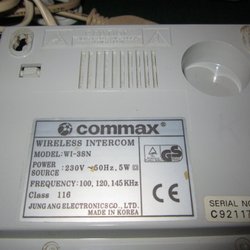 commax®
WIRELESS INTERCOM
MODEL: WI-3SN
POWER SOURCE : 230V ~50Hz, 5W
FREQUENCY: 100, 120, 145KHz
Class 116
JUNG ANG ELECTRONICS CO., LTD.
MADE IN KOREA
CE
SERIAL NO
C9211